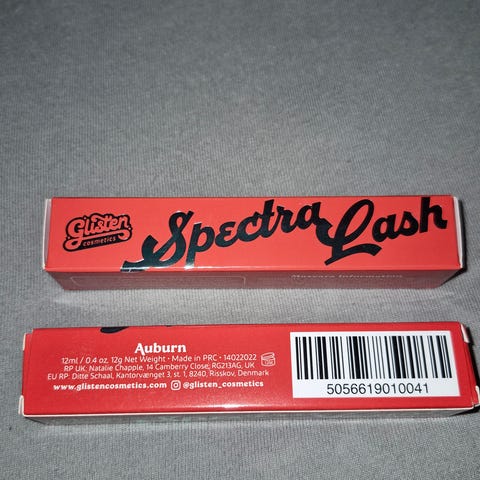 Glisten
cosmetics
Spectra Lash
Mascara Information
Auburn
12ml / 0.4 oz, 12g Net Weight • Made in PRC • 14022022
RP UK, Natalie Chapple, 14 Camberry Close, RG213AG, UK
EU RP. Ditte Schaal, Kantorvænget 3, st. 1, 8240, Risskov, Denmark
www.glistencosmetics.com @glisten_cosmetics
5056619010041